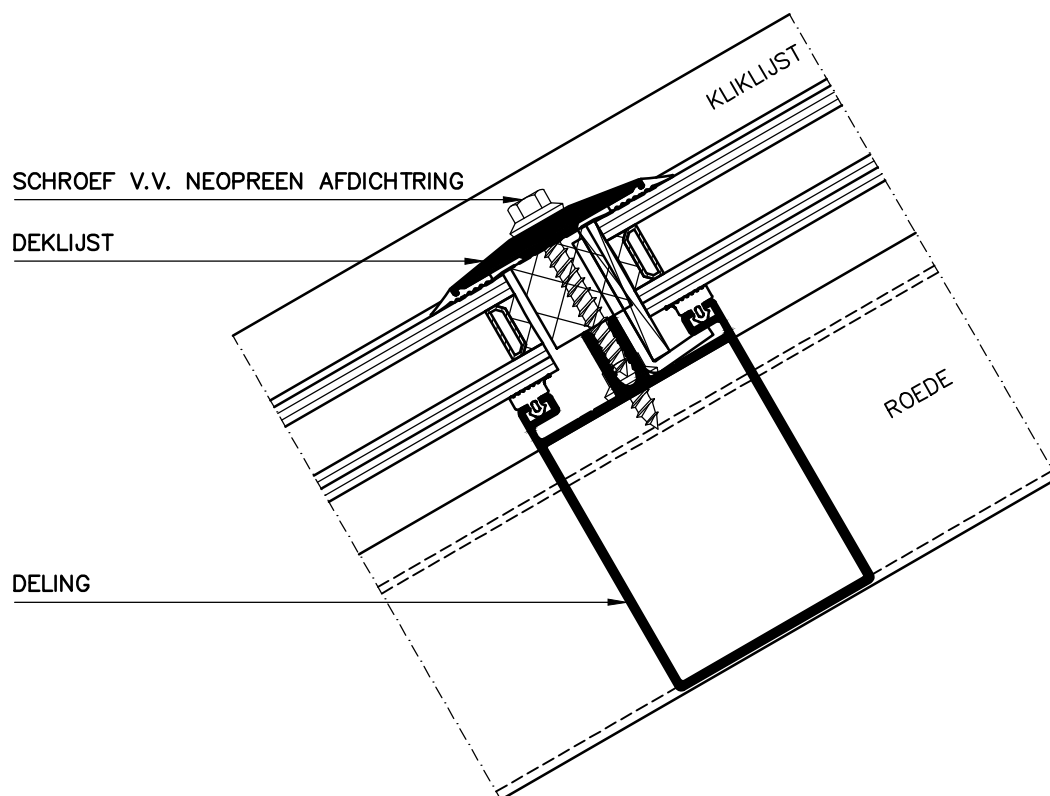 KLIKLIJST
SCHROEF V.V. NEOPREEN AFDICHTRING
DEKLIJST
ROEDE
DELING